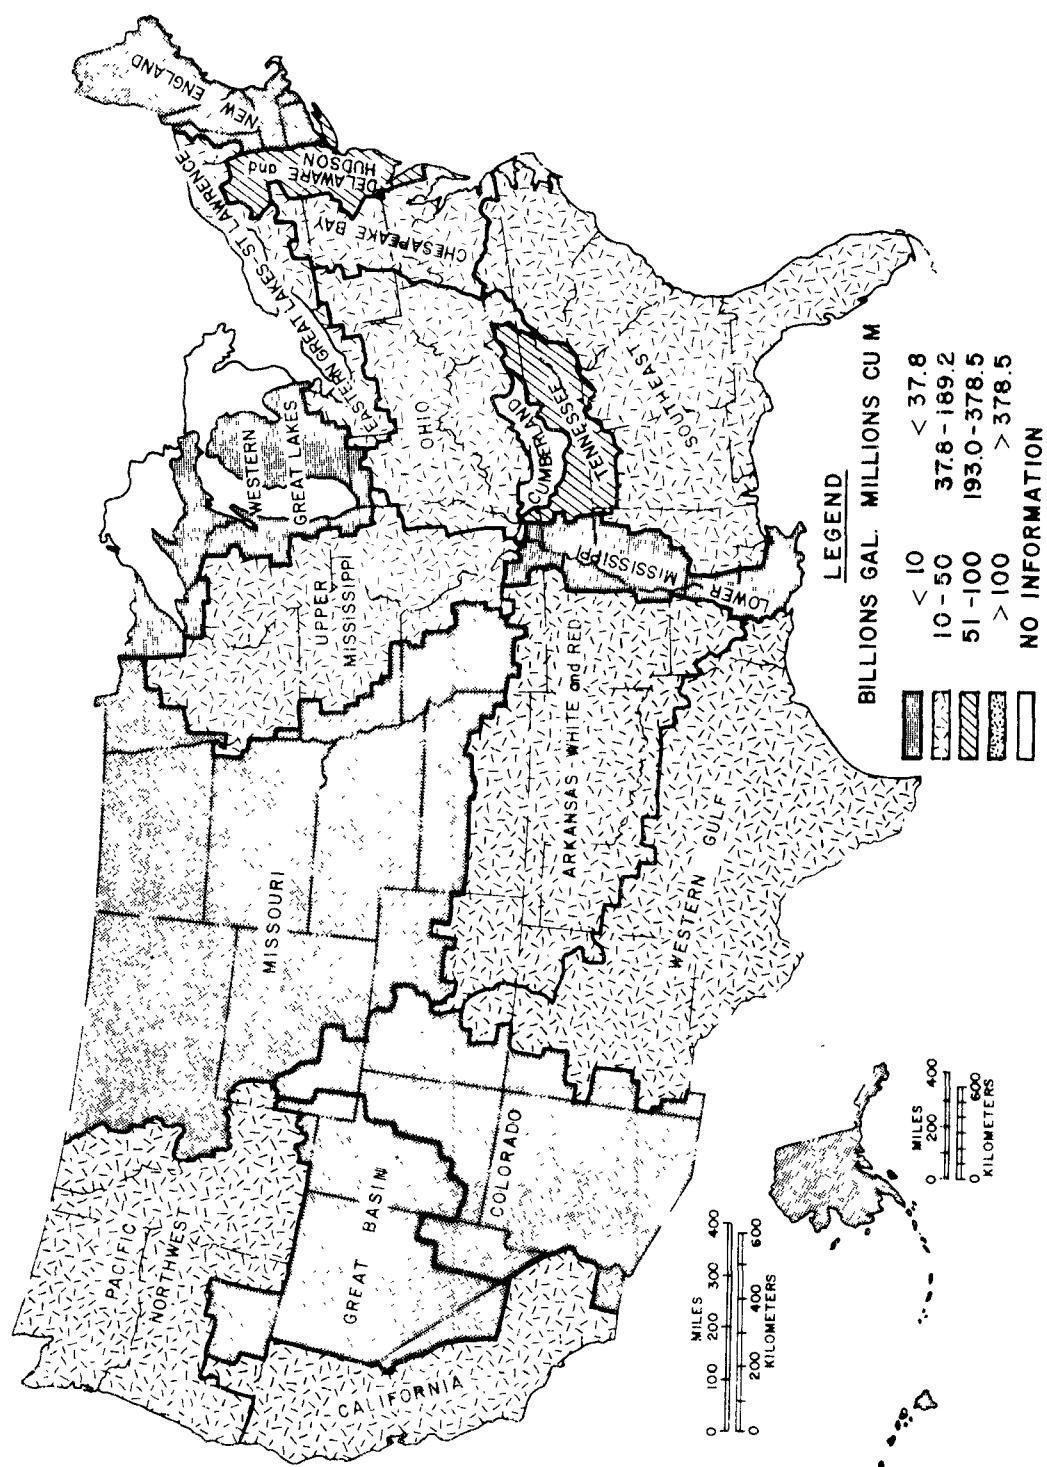 PACIFIC
NORTHWEST
CALIFORNIA
GREAT BASIN
COLORADO
MISSOURI
ARKANSAS WHITE and RED
WESTERN GULF
UPPER
MISSISSIPPI
LOWER MISSISSIPPI
WESTERN
GREAT LAKES
EASTERN GREAT LAKES-ST LAWRENCE
OHIO
CUMBERLAND
TENNESSEE
SOUTHEAST
CHESAPEAKE BAY
DELAWARE and
HUDSON
NEW ENGLAND
LEGEND
BILLIONS GAL. MILLIONS CU M
< 10 < 37.8
10-50 37.8-189.2
51-100 193.0-378.5
> 100 > 378.5
NO INFORMATION
MILES
0 100 200 300 400
0 200 400 600
KILOMETERS
MILES
0 200 400
0 600
KILOMETERS